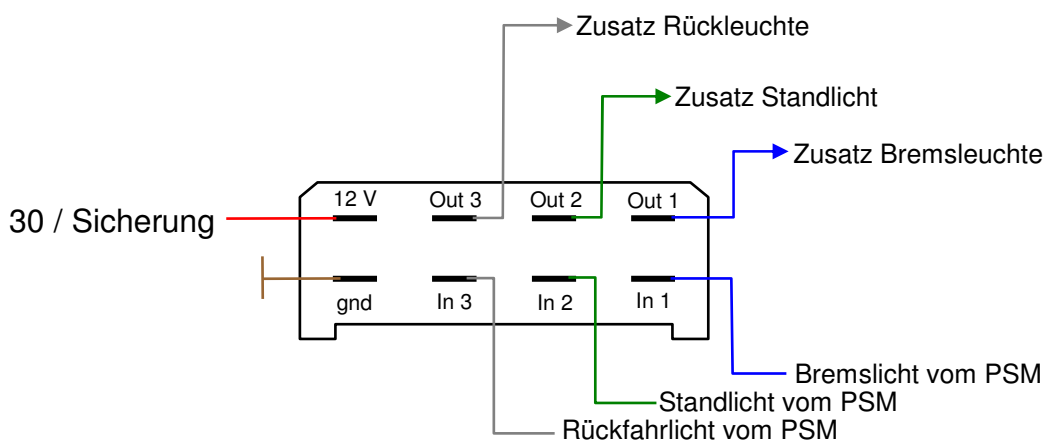 Zusatz Rückleuchte
Zusatz Standlicht
Zusatz Bremsleuchte
12 V Out 3 Out 2 Out 1
30 / Sicherung
gnd In 3 In 2 In 1
Bremslicht vom PSM
Standlicht vom PSM
Rückfahrlicht vom PSM